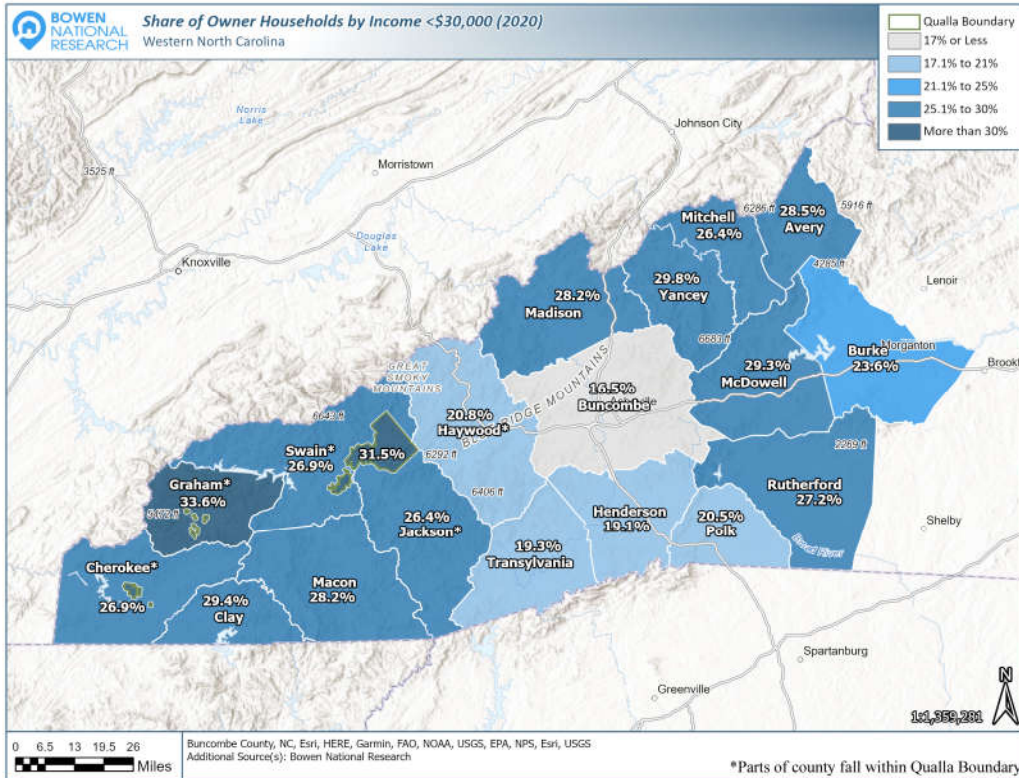 BOWEN
NATIONAL
RESEARCH
Share of Owner Households by Income <$30,000 (2020)
Western North Carolina
Qualla Boundary
17% or Less
17.1% to 21%
21.1% to 25%
25.1% to 30%
More than 30%
Norris
Lake
Johnson City
3525 ft
Morristown
Douglas
Lake
Knoxville
Mitchell
26.4%
6286 ft
28.5%
Avery
5916 ft
4285 ft
Lenoir
28.2%
Madison
29.8%
Yancey
6683 ft
Morganton
Burke
23.6%
29.3%
McDowell
GREAT
SMOKY
MOUNTAINS
BLUE RIDGE MOUNTAINS
16.5%
Buncombe
20.8%
Haywood*
6643 ft
Swain*
26.9%
31.5%
6292 ft
2269 ft
Graham*
33.6%
6406 ft
Rutherford
27.2%
26.4%
Jackson*
Henderson
19.1%
20.5%
Polk
Shelby
19.3%
Transylvania
Cherokee*
26.9%
29.4%
Clay
Macon
28.2%
Spartanburg
Greenville
N
1:1,359,281
0 6.5 13 19.5 26
Miles
Buncombe County, NC, Esri, HERE, Garmin, FAO, NOAA, USGS, EPA, NPS, Esri, USGS
Additional Source(s): Bowen National Research
*Parts of county fall within Qualla Boundary